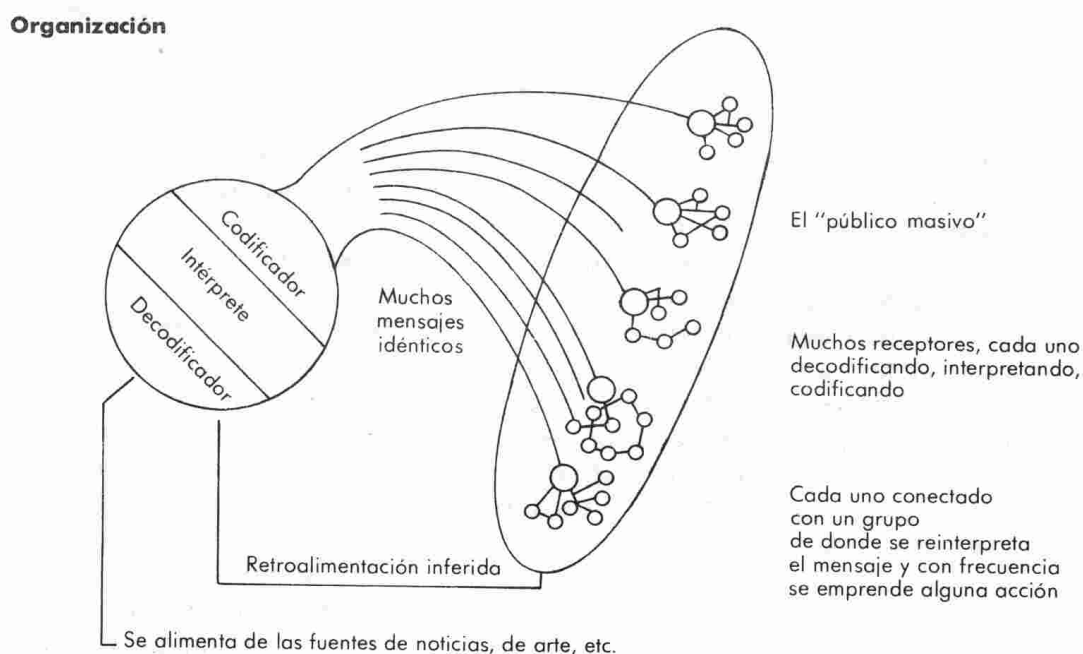 Organización
Codificador
Intérprete
Decodificador
Muchos
mensajes
idénticos
El "público masivo"
Muchos receptores, cada uno
decodificando, interpretando,
codificando
Cada uno conectado
con un grupo
de donde se reinterpreta
el mensaje y con frecuencia
se emprende alguna acción
Retroalimentación inferida
Se alimenta de las fuentes de noticias, de arte, etc.